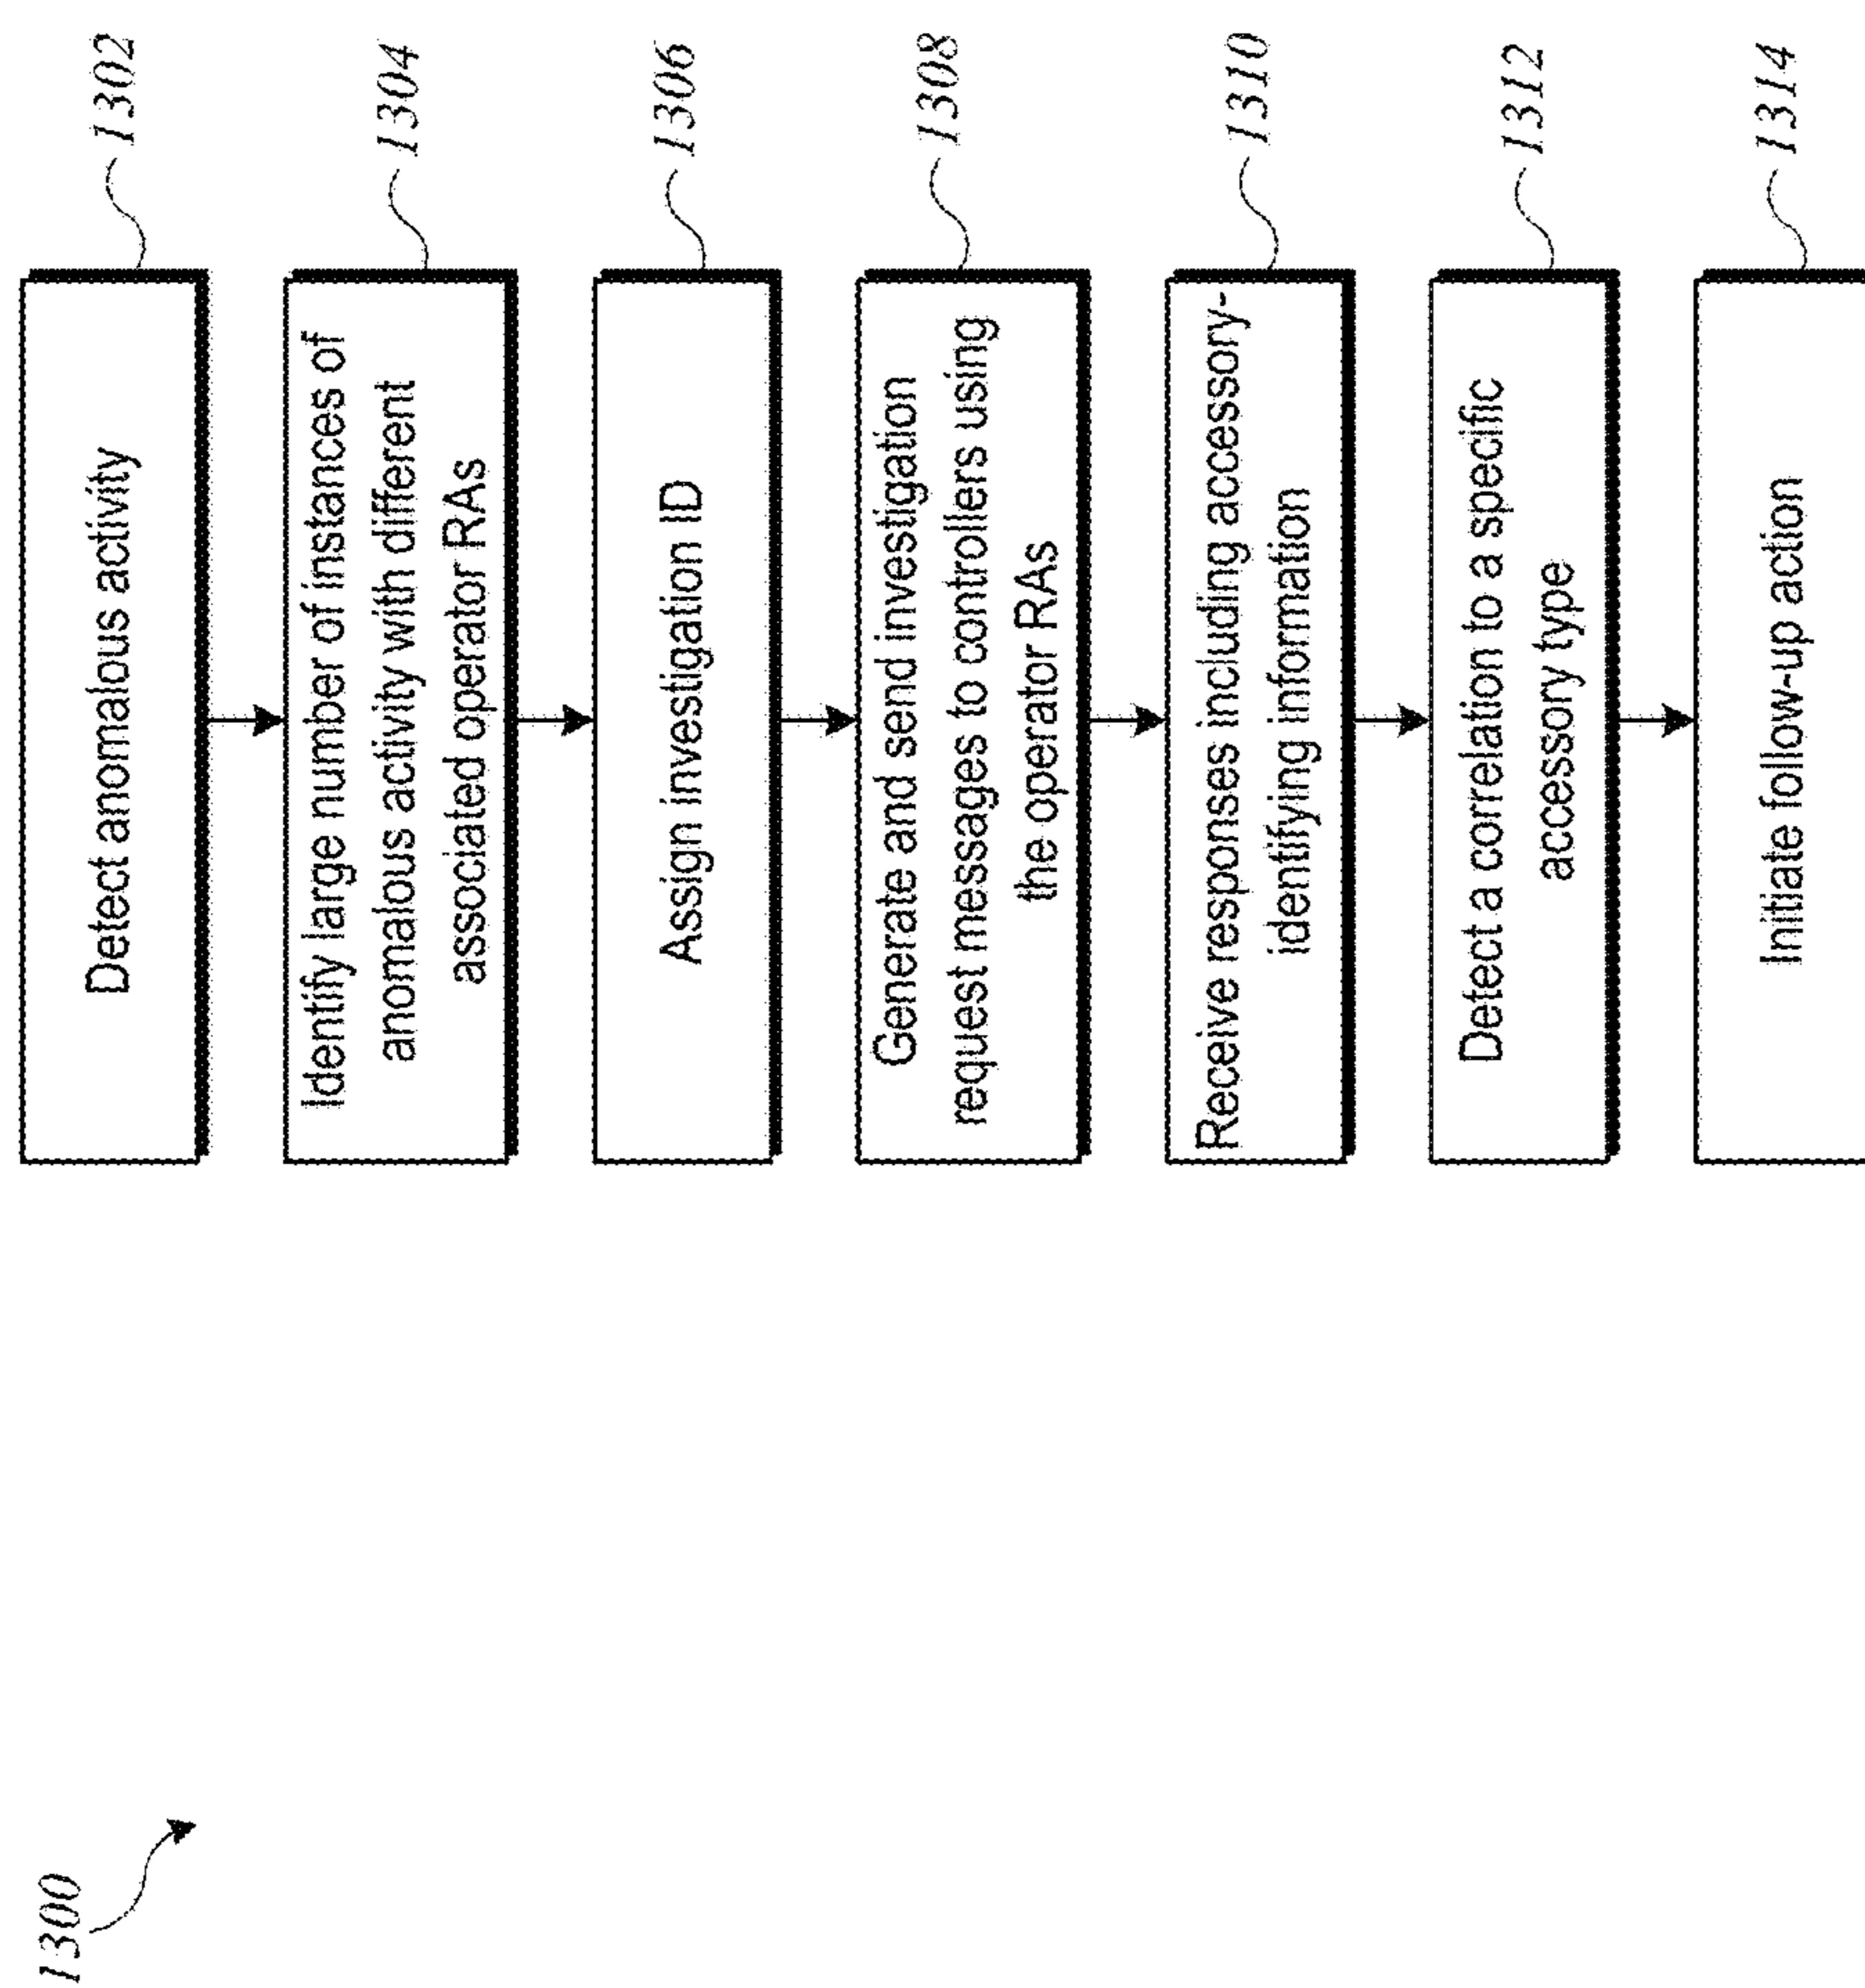 1300
Detect anomalous activity
1302
Identify large number of instances of
anomalous activity with different
associated operator RAs
1304
Assign investigation ID
1306
Generate and send investigation
request messages to controllers using
the operator RAs
1308
Receive responses including accessory-
identifying information
1310
Detect a correlation to a specific
accessory type
1312
Initiate follow-up action
1314